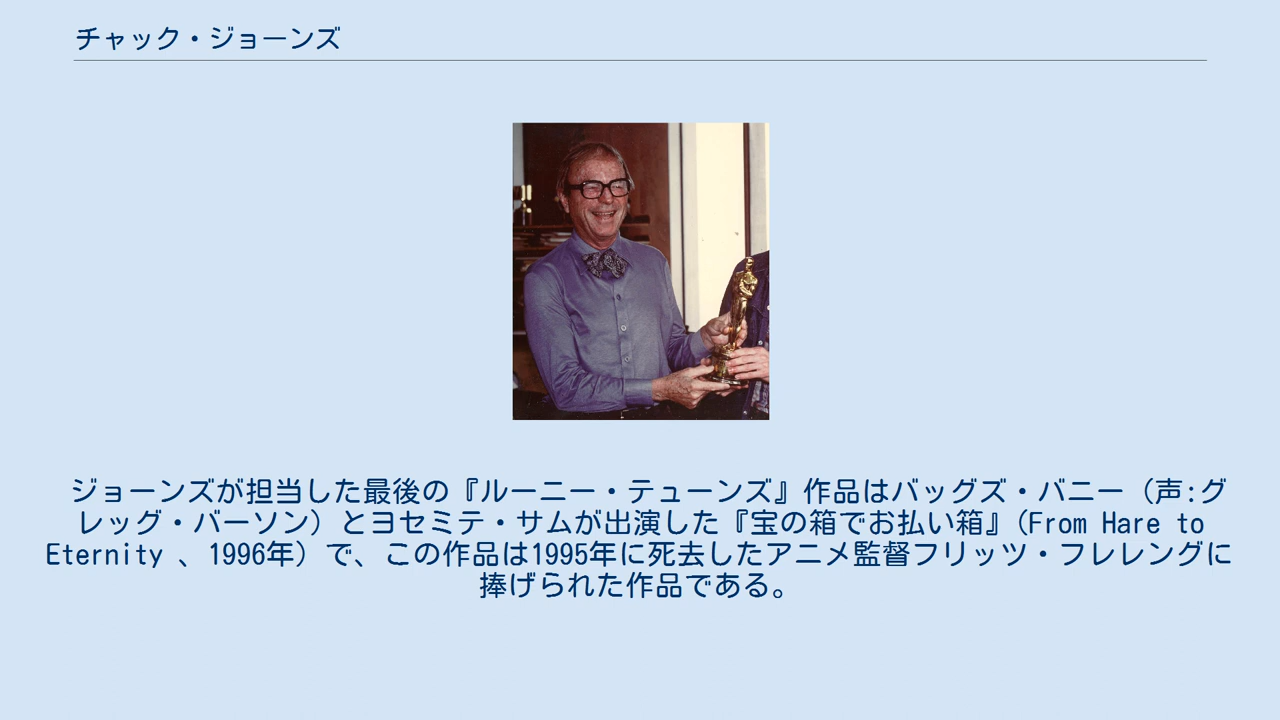 チャック・ジョーンズ
ジョーンズが担当した最後の『ルーニー・テューンズ』作品はバッグズ・バニー（声:グ
レッグ・バーソン）とヨセミテ・サムが出演した『宝の箱でお払い箱』（From Hare to
Eternity 、1996年）で、この作品は1995年に死去したアニメ監督フリッツ・フレレングに
捧げられた作品である。